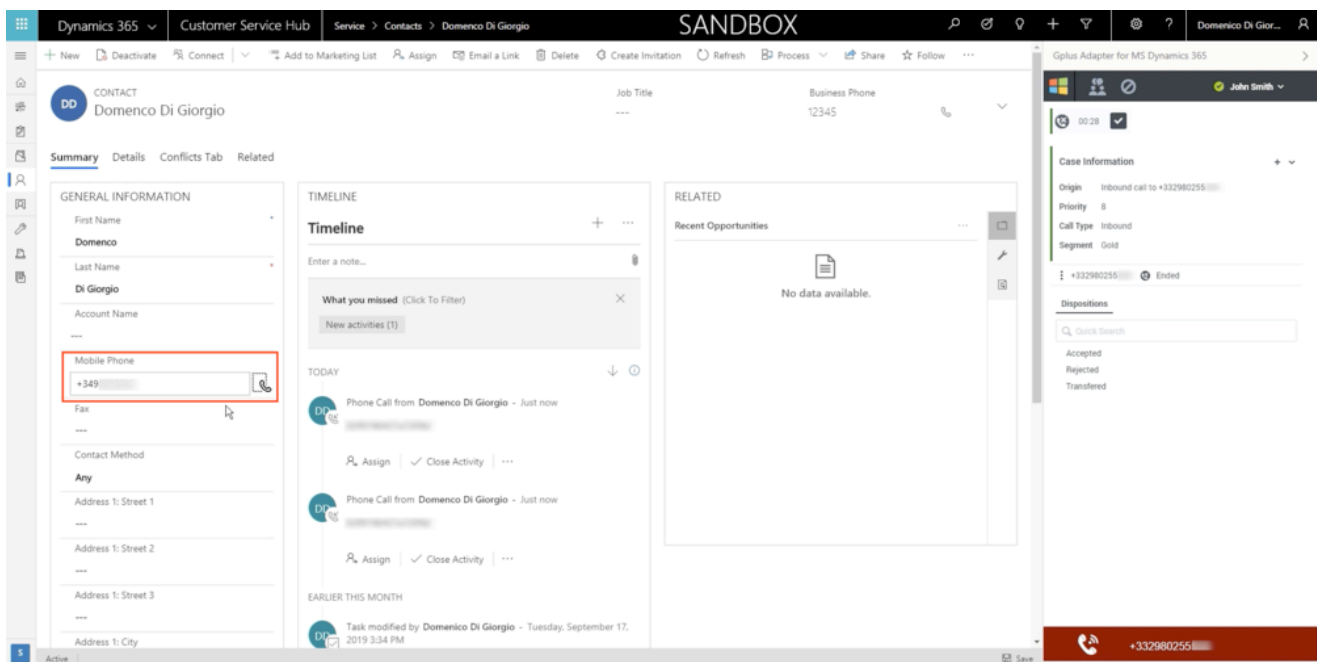 Dynamics 365
Customer Service Hub
Service > Contacts > Domenco Di Giorgio
SANDBOX
Domenico Di Gior...
New
Deactivate
Connect
Add to Marketing List
Assign
Email a Link
Delete
Create Invitation
Refresh
Process
Share
Follow
...
Gplus Adapter for MS Dynamics 365
DD
CONTACT
Domenco Di Giorgio
Job Title
---
Business Phone
12345
John Smith
00:28
Summary
Details
Conflicts Tab
Related
GENERAL INFORMATION
First Name *
Domenco
Last Name *
Di Giorgio
Account Name
---
Mobile Phone
+349
Fax
---
Contact Method
Any
Address 1: Street 1
---
Address 1: Street 2
---
Address 1: Street 3
---
Address 1: City
TIMELINE
Timeline
Enter a note...
What you missed (Click To Filter)
New activities (1)
TODAY
DD
Phone Call from Domenco Di Giorgio - Just now
Assign
Close Activity
...
DD
Phone Call from Domenco Di Giorgio - Just now
Assign
Close Activity
...
EARLIER THIS MONTH
DD
Task modified by Domenico Di Giorgio - Tuesday, September 17,
2019 3:34 PM
RELATED
Recent Opportunities
...
No data available.
Case Information
Origin Inbound call to +332980255
Priority 8
Call Type Inbound
Segment Gold
+332980255
Ended
Dispositions
Quick Search
Accepted
Rejected
Transfered
S
Active
Save
+332980255